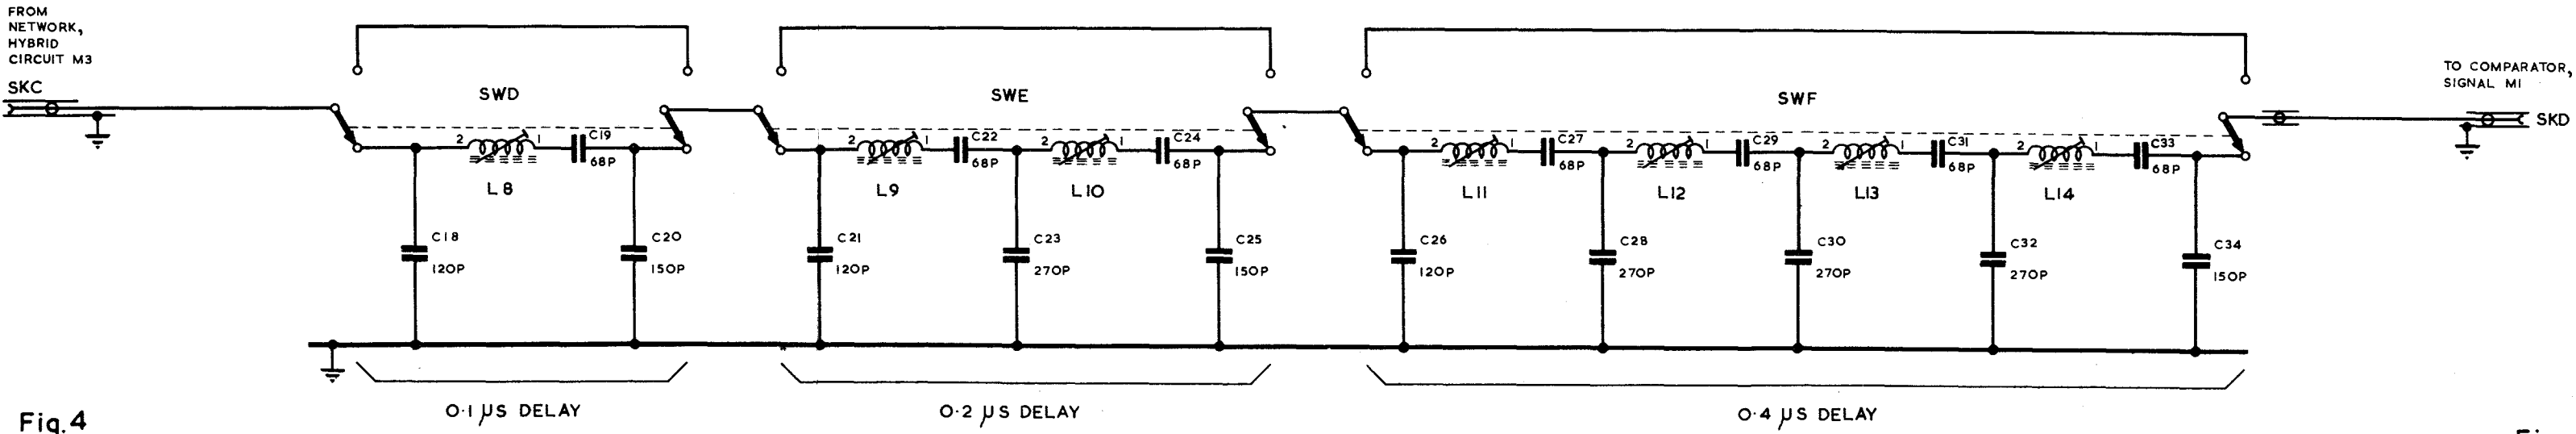 FROM
NETWORK,
HYBRID
CIRCUIT M3
SKC
TO COMPARATOR,
SIGNAL M1
SKD
SWD
SWE
SWF
2 1 C19
68P
L8
2 1 C22
68P
L9
2 1 C24
68P
L10
2 1 C27
68P
L11
2 1 C29
68P
L12
2 1 C31
68P
L13
2 1 C33
68P
L14
C18
120P
C20
150P
C21
120P
C23
270P
C25
150P
C26
120P
C28
270P
C30
270P
C32
270P
C34
150P
0·1 µS DELAY
0·2 µS DELAY
0·4 µS DELAY
Fig.4